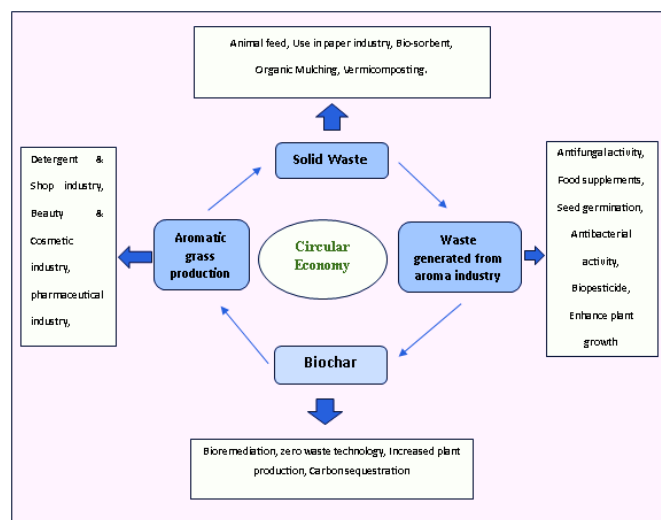 Animal feed, Use in paper industry, Bio-sorbent,
Organic Mulching, Vermicomposting.
Solid Waste
Detergent &
Shop industry,
Beauty &
Cosmetic
industry,
pharmaceutical
industry,
Aromatic
grass
production
Circular
Economy
Waste
generated from
aroma industry
Antifungal activity,
Food supplements,
Seed germination,
Antibacterial
activity,
Biopesticide,
Enhance plant
growth
Biochar
Bioremediation, zero waste technology, Increased plant
production, Carbon sequestration